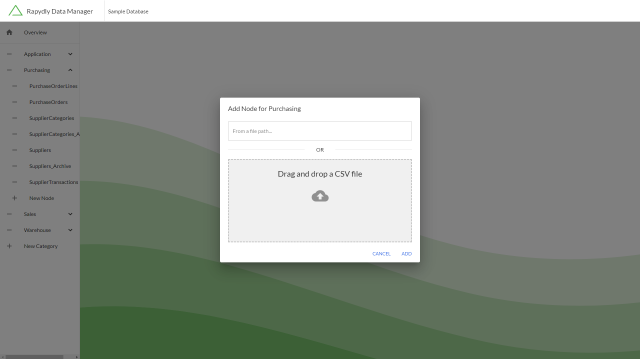 Rapydly Data Manager
Sample Database
Overview
Application
Purchasing
PurchaseOrderLines
PurchaseOrders
SupplierCategories
SupplierCategories_A
Suppliers
Suppliers_Archive
SupplierTransactions
New Node
Sales
Warehouse
New Category
Add Node for Purchasing
From a file path...
OR
Drag and drop a CSV file
CANCEL
ADD